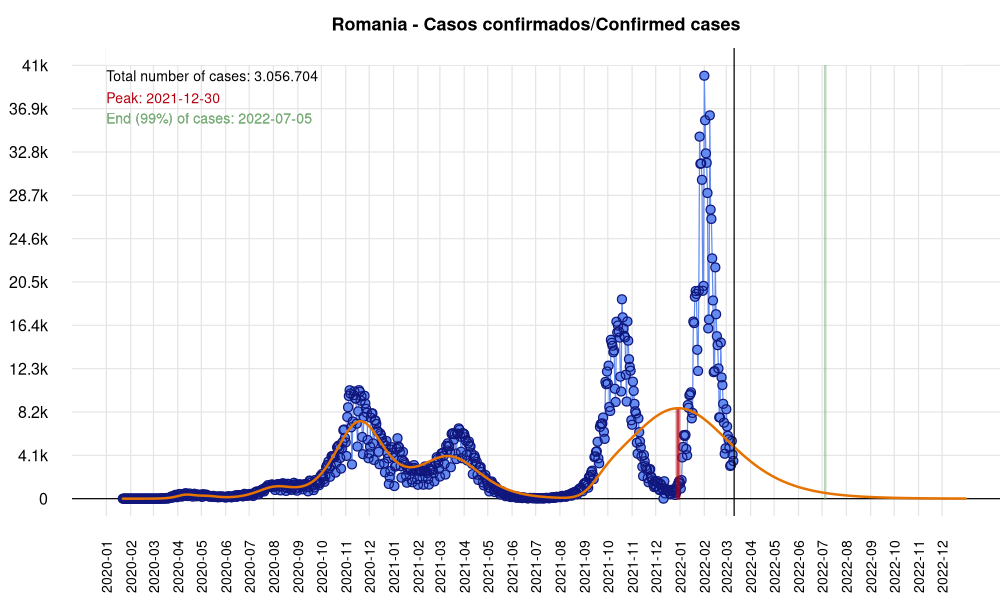 Romania - Casos confirmados/Confirmed cases
Total number of cases: 3.056.704
Peak: 2021-12-30
End (99%) of cases: 2022-07-05
41k
36.9k
32.8k
28.7k
24.6k
20.5k
16.4k
12.3k
8.2k
4.1k
0
2020-01
2020-02
2020-03
2020-04
2020-05
2020-06
2020-07
2020-08
2020-09
2020-10
2020-11
2020-12
2021-01
2021-02
2021-03
2021-04
2021-05
2021-06
2021-07
2021-08
2021-09
2021-10
2021-11
2021-12
2022-01
2022-02
2022-03
2022-04
2022-05
2022-06
2022-07
2022-08
2022-09
2022-10
2022-11
2022-12